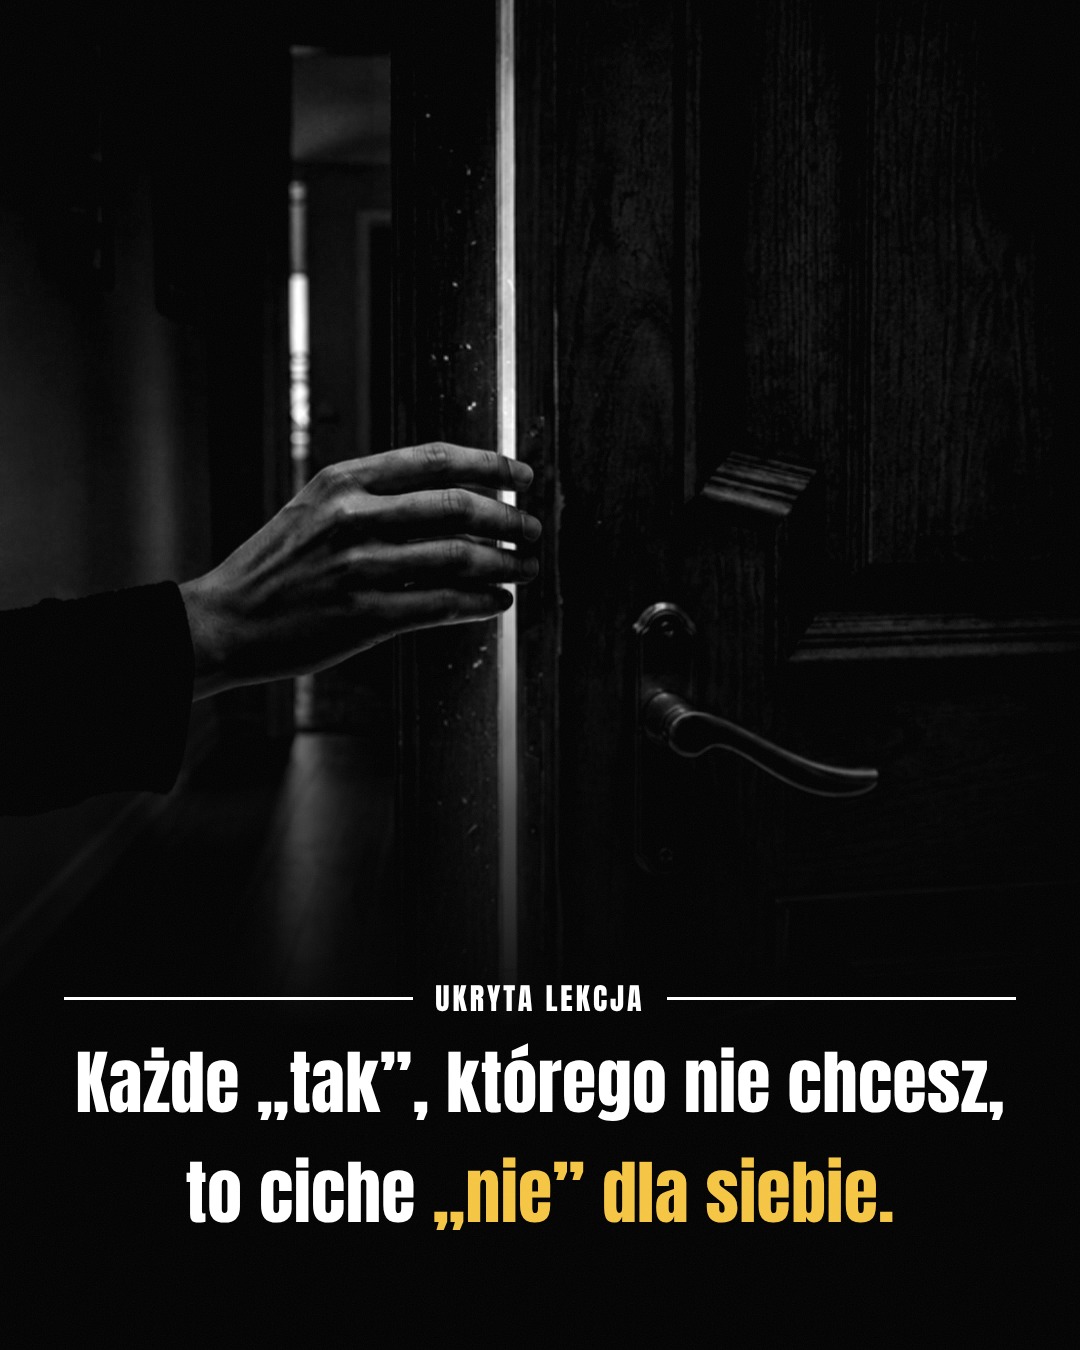 UKRYTA LEKCJA
Każde „tak”, którego nie chcesz,
to ciche „nie” dla siebie.